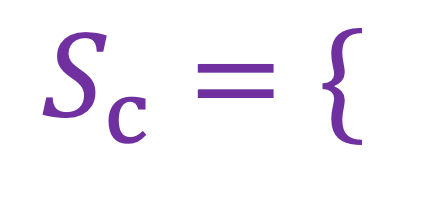 S_c = {